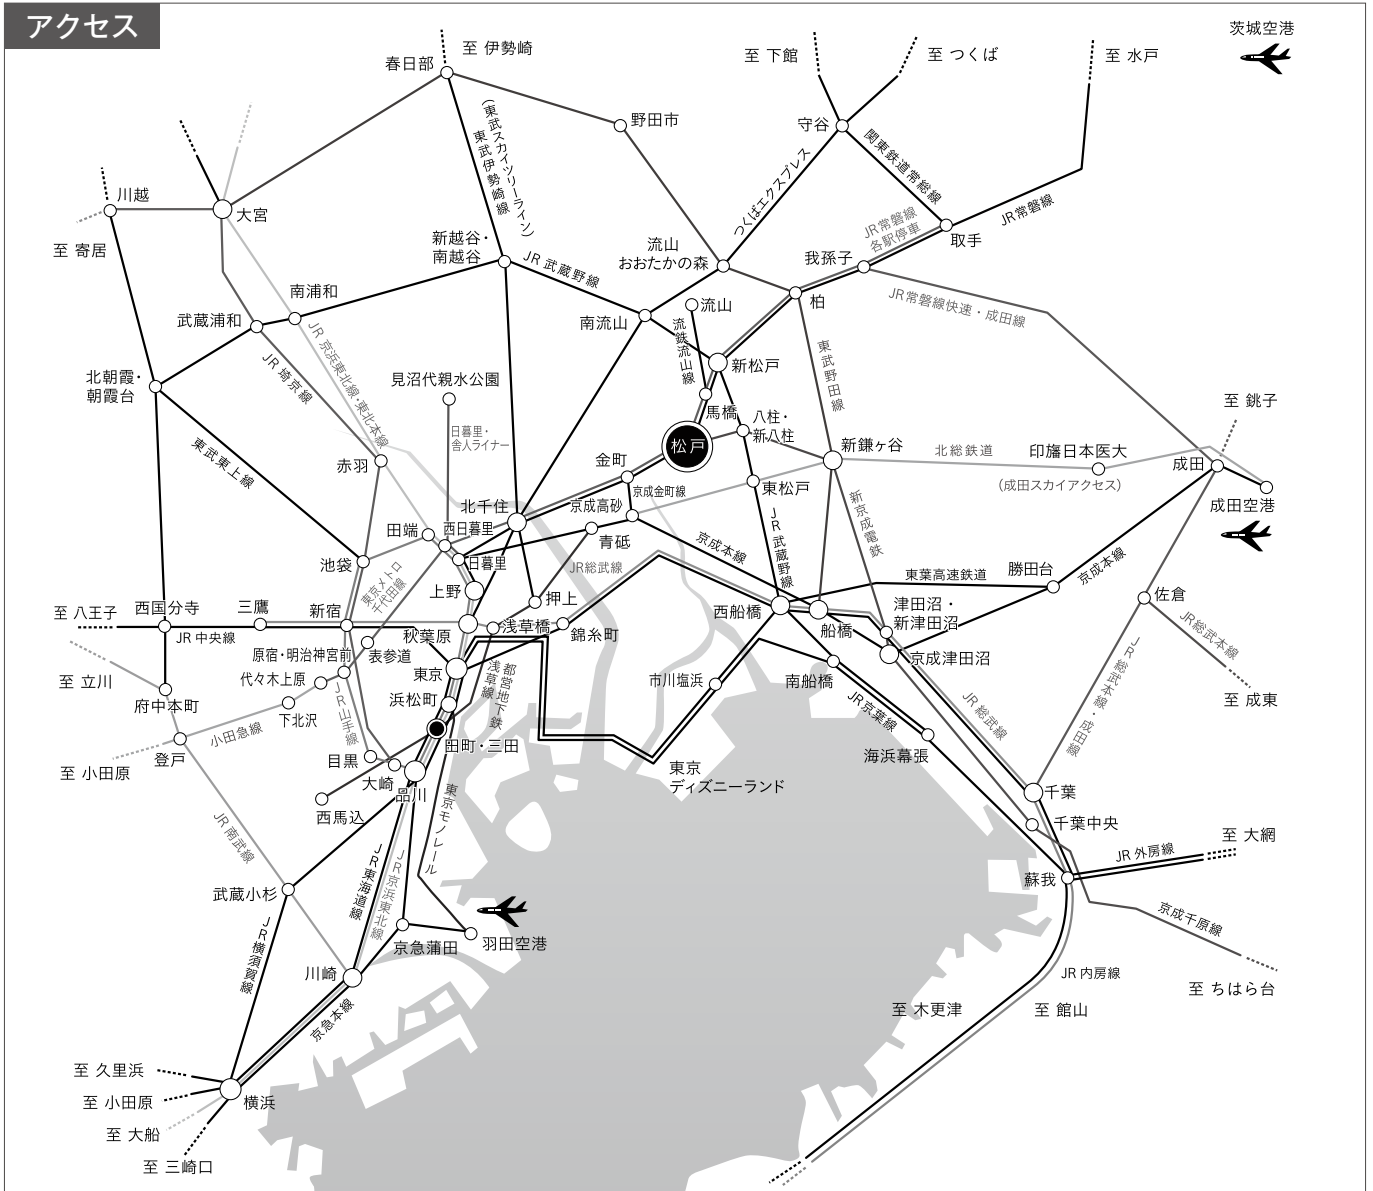 アクセス
茨城空港
至 伊勢崎
至 下館
至 つくば
至 水戸
春日部
野田市
守谷
(東武スカイツリーライン)
東武伊勢崎線
つくばエクスプレス
関東鉄道常総線
JR常磐線
JR常磐線
各駅停車
取手
川越
大宮
至 寄居
新越谷・
南越谷
JR 武蔵野線
流山
おおたかの森
我孫子
柏
JR常磐線快速・成田線
南浦和
武蔵浦和
南流山
流山
流鉄流山線
新松戸
東武野田線
JR 京浜東北線・東北本線
JR 埼京線
北朝霞・
朝霞台
見沼代親水公園
日暮里・
舎人ライナー
馬橋
八柱・
新八柱
松戸
新鎌ヶ谷
北総鉄道
印旛日本医大
(成田スカイアクセス)
至 銚子
成田
成田空港
東武東上線
赤羽
金町
京成金町線
東松戸
新京成電鉄
北千住
京成高砂
田端
西日暮里
青砥
京成本線
JR武蔵野線
池袋
日暮里
JR総武線
東葉高速鉄道
勝田台
京成本線
東京メトロ
千代田線
上野
押上
西船橋
船橋
津田沼・
新津田沼
佐倉
JR総武本線
至 八王子
西国分寺
三鷹
新宿
JR 中央線
秋葉原
浅草橋
錦糸町
京成津田沼
原宿・明治神宮前
表参道
東京
都営地下鉄
浅草線
市川塩浜
南船橋
JR総武本線・成田線
至 成東
至 立川
府中本町
代々木上原
下北沢
浜松町
JR山手線
JR京葉線
JR 総武線
小田急線
登戸
至 小田原
目黒
大崎
田町・三田
品川
海浜幕張
東京
ディズニーランド
西馬込
東京モノレール
千葉
千葉中央
JR 南武線
武蔵小杉
JR東海道線
JR京浜東北線
JR 外房線
至 大網
蘇我
京成千原線
JR横須賀線
京急蒲田
羽田空港
川崎
京急本線
JR 内房線
至 ちはら台
至 木更津
至 館山
至 久里浜
至 小田原
横浜
至 大船
至 三崎口